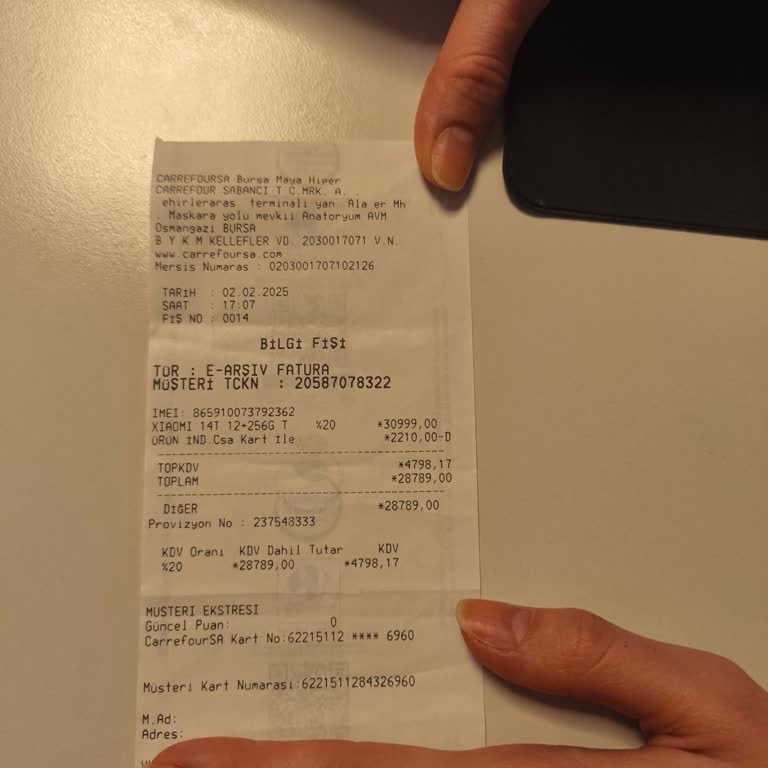 CARREFOURSA Bursa Maya Hiper
CARREFOUR SABANCI T C.MRK. A.
ehirleraras terminali yan Ala er Mh
. Maskara yolu mevkii Anatoryum AVM
Osmangazi BURSA
B Y K M KELLEFLER VD. 2030017071 V.N.
www.carrefoursa.com
Mersis Numaras : 0203001707102126
TARİH : 02.02.2025
SAAT : 17:07
FİŞ NO : 0014
BİLGİ FİŞİ
TÜR : E-ARŞİV FATURA
MÜŞTERİ TCKN : 20587078322
IMEI: 865910073792362
XIAOMI 14T 12+256G T %20 *30999,00
ÜRÜN İND.Csa Kart İle *2210,00-D
TOPKDV *4798,17
TOPLAM *28789,00
DİĞER *28789,00
Provizyon No : 237548333
KDV Oranı KDV Dahil Tutar KDV
%20 *28789,00 *4798,17
MUSTERI EKSTRESI
Güncel Puan: 0
CarrefourSA Kart No:62215112 **** 6960
Müsteri Kart Numarasi:6221511284326960
M.Ad:
Adres: